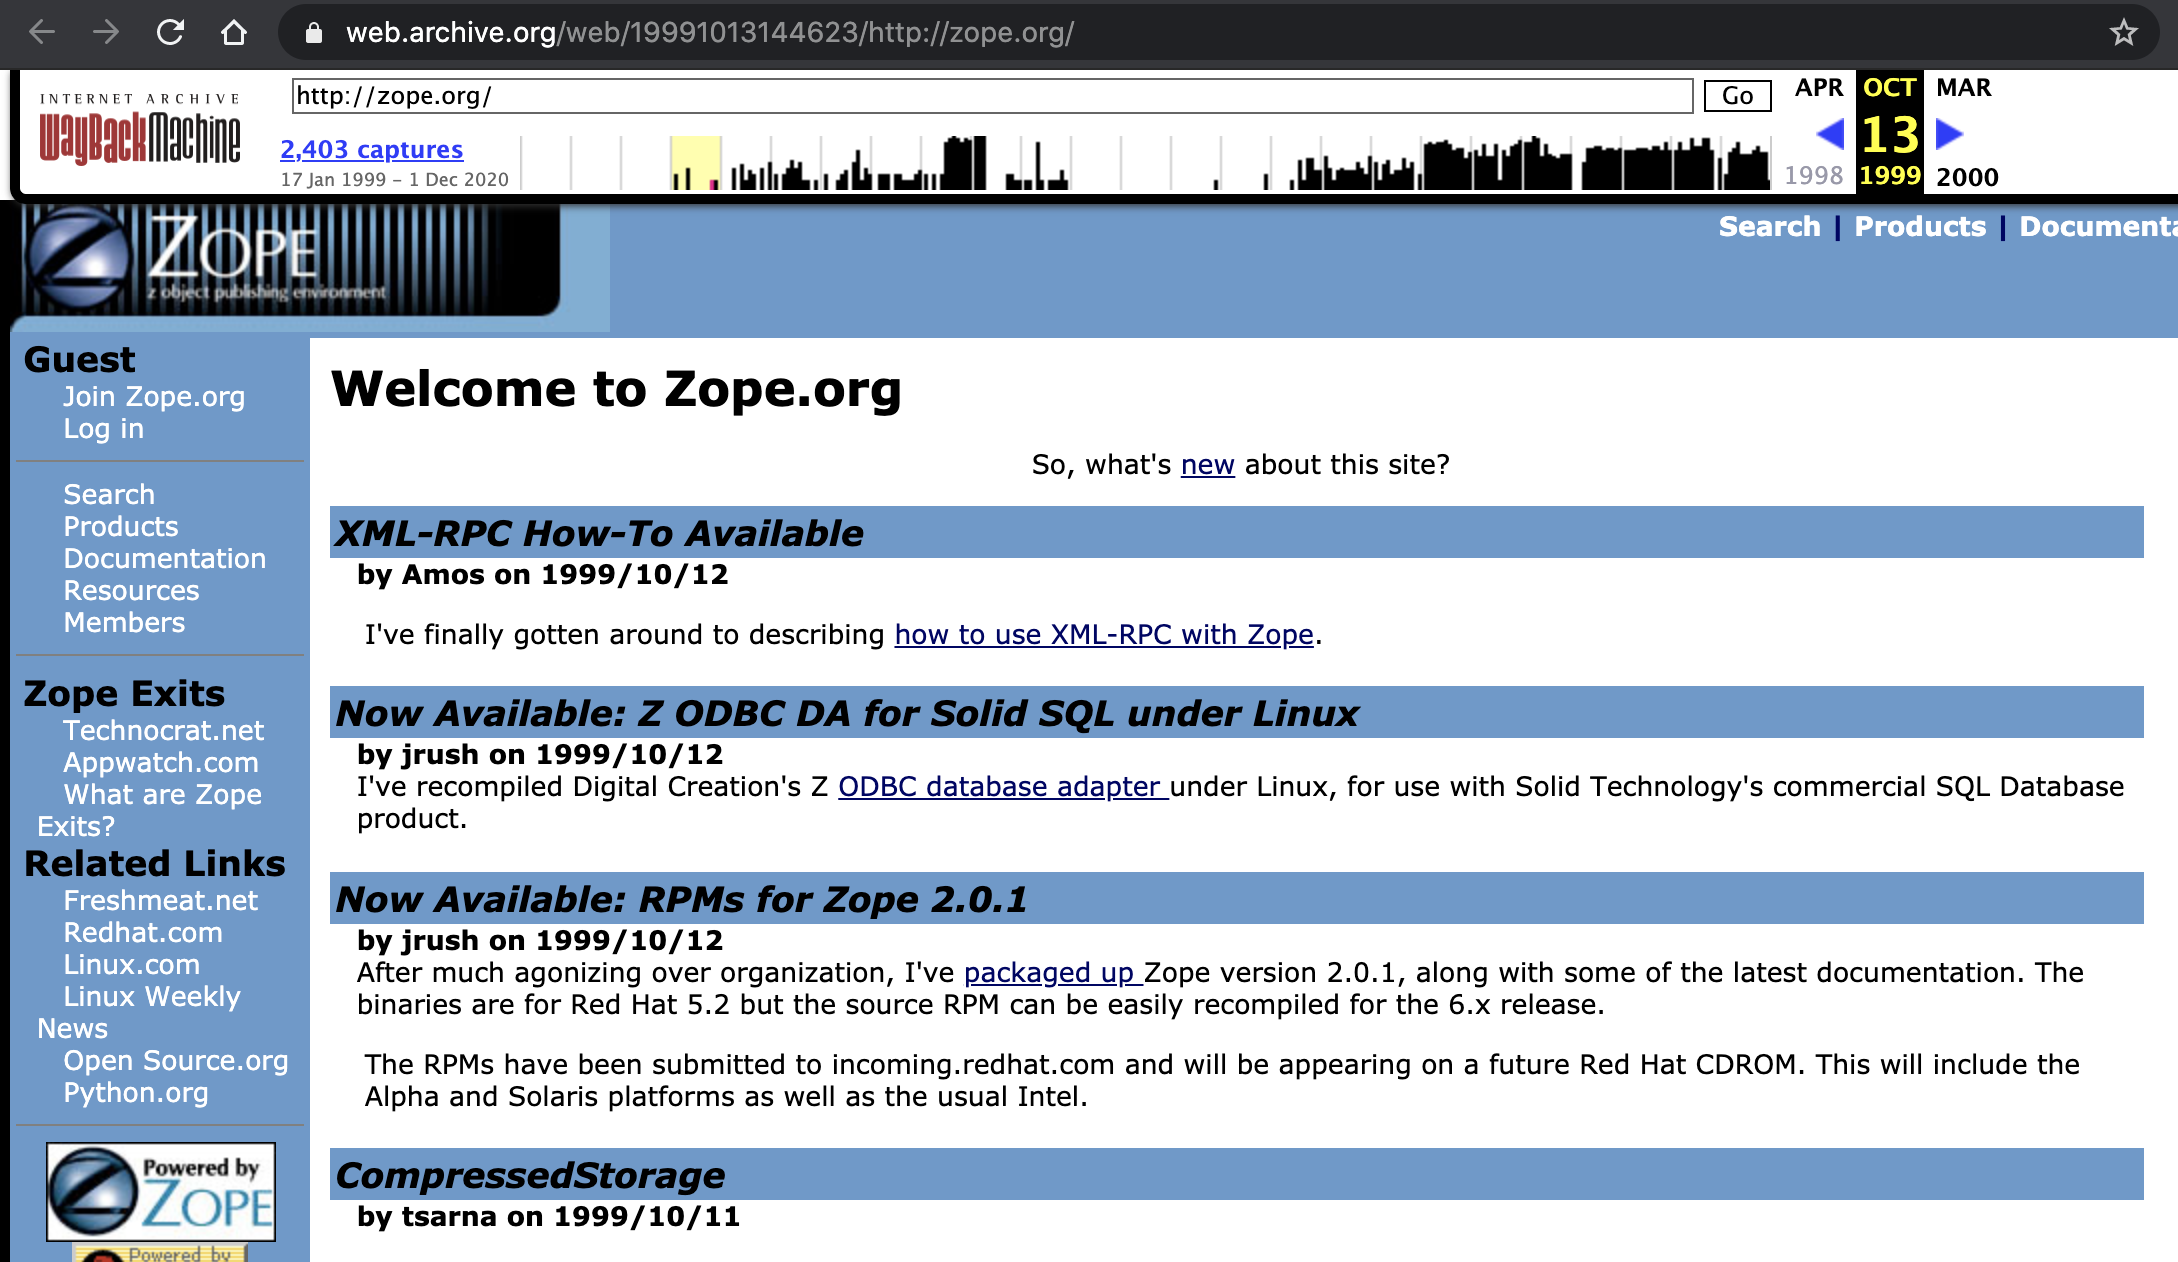 web.archive.org/web/19991013144623/http://zope.org/
INTERNET ARCHIVE
WayBackMachine
http://zope.org/
Go
2,403 captures
17 Jan 1999 – 1 Dec 2020
APR OCT MAR
13
1998 1999 2000
ZOPE
z object publishing environment
Search | Products | Documenta
Guest
Join Zope.org
Log in
Search
Products
Documentation
Resources
Members
Zope Exits
Technocrat.net
Appwatch.com
What are Zope
Exits?
Related Links
Freshmeat.net
Redhat.com
Linux.com
Linux Weekly
News
Open Source.org
Python.org
Powered by
ZOPE
Powered by
Welcome to Zope.org
So, what's new about this site?
XML-RPC How-To Available
by Amos on 1999/10/12
I've finally gotten around to describing how to use XML-RPC with Zope.
Now Available: Z ODBC DA for Solid SQL under Linux
by jrush on 1999/10/12
I've recompiled Digital Creation's Z ODBC database adapter under Linux, for use with Solid Technology's commercial SQL Database
product.
Now Available: RPMs for Zope 2.0.1
by jrush on 1999/10/12
After much agonizing over organization, I've packaged up Zope version 2.0.1, along with some of the latest documentation. The
binaries are for Red Hat 5.2 but the source RPM can be easily recompiled for the 6.x release.
The RPMs have been submitted to incoming.redhat.com and will be appearing on a future Red Hat CDROM. This will include the
Alpha and Solaris platforms as well as the usual Intel.
CompressedStorage
by tsarna on 1999/10/11